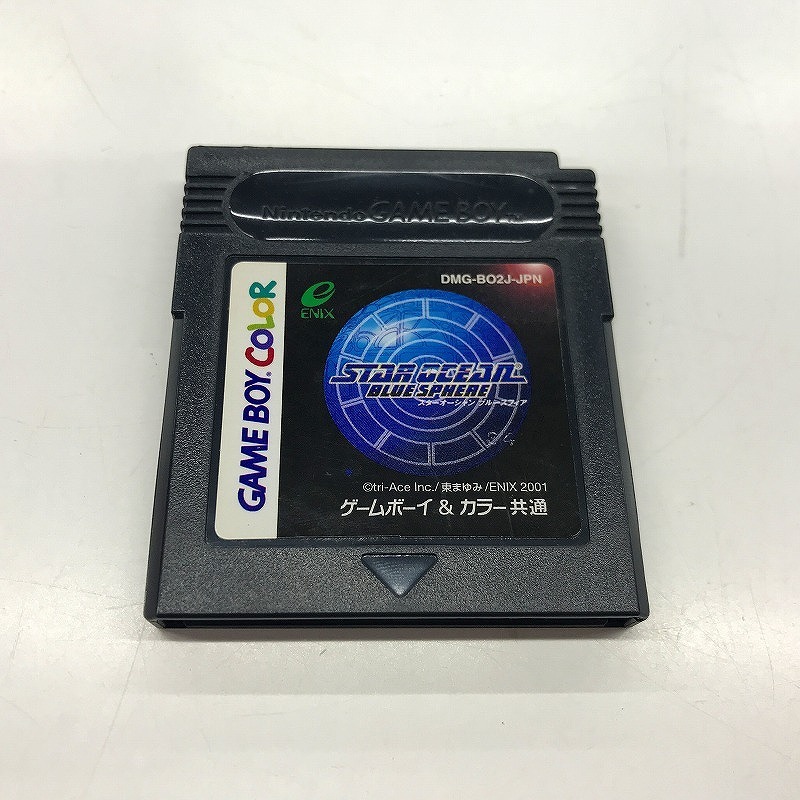 Nintendo GAME BOY TM
DMG-BO2J-JPN
ENIX
GAME BOY COLOR
STAR OCEAN
BLUE SPHERE
スターオーシャン ブルースフィア
©tri-Ace Inc./東まゆみ/ENIX 2001
ゲームボーイ & カラー共通